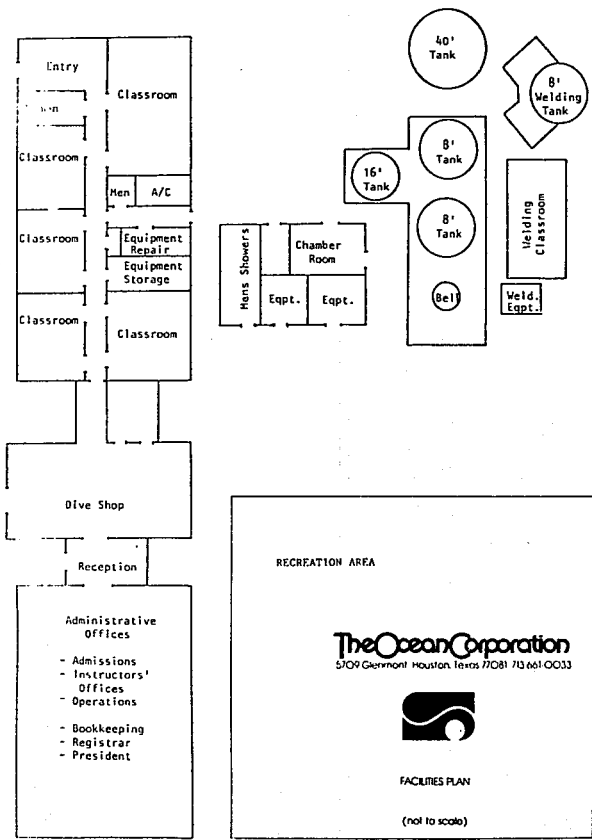 Entry
Classroom
Classroom
Men
A/C
Classroom
Equipment
Repair
Equipment
Storage
Classroom
Classroom
Mens Showers
Chamber
Room
Eqpt.
Eqpt.
40'
Tank
8'
Welding
Tank
8'
Tank
16'
Tank
8'
Tank
Bell
Welding
Classroom
Weld.
Eqpt.
Dive Shop
Reception
Administrative
Offices
- Admissions
- Instructors'
Offices
- Operations
- Bookkeeping
- Registrar
- President
RECREATION AREA
The Ocean Corporation
5709 Glenmont Houston, Texas 77081 713 661-0033
FACILITIES PLAN
(not to scale)